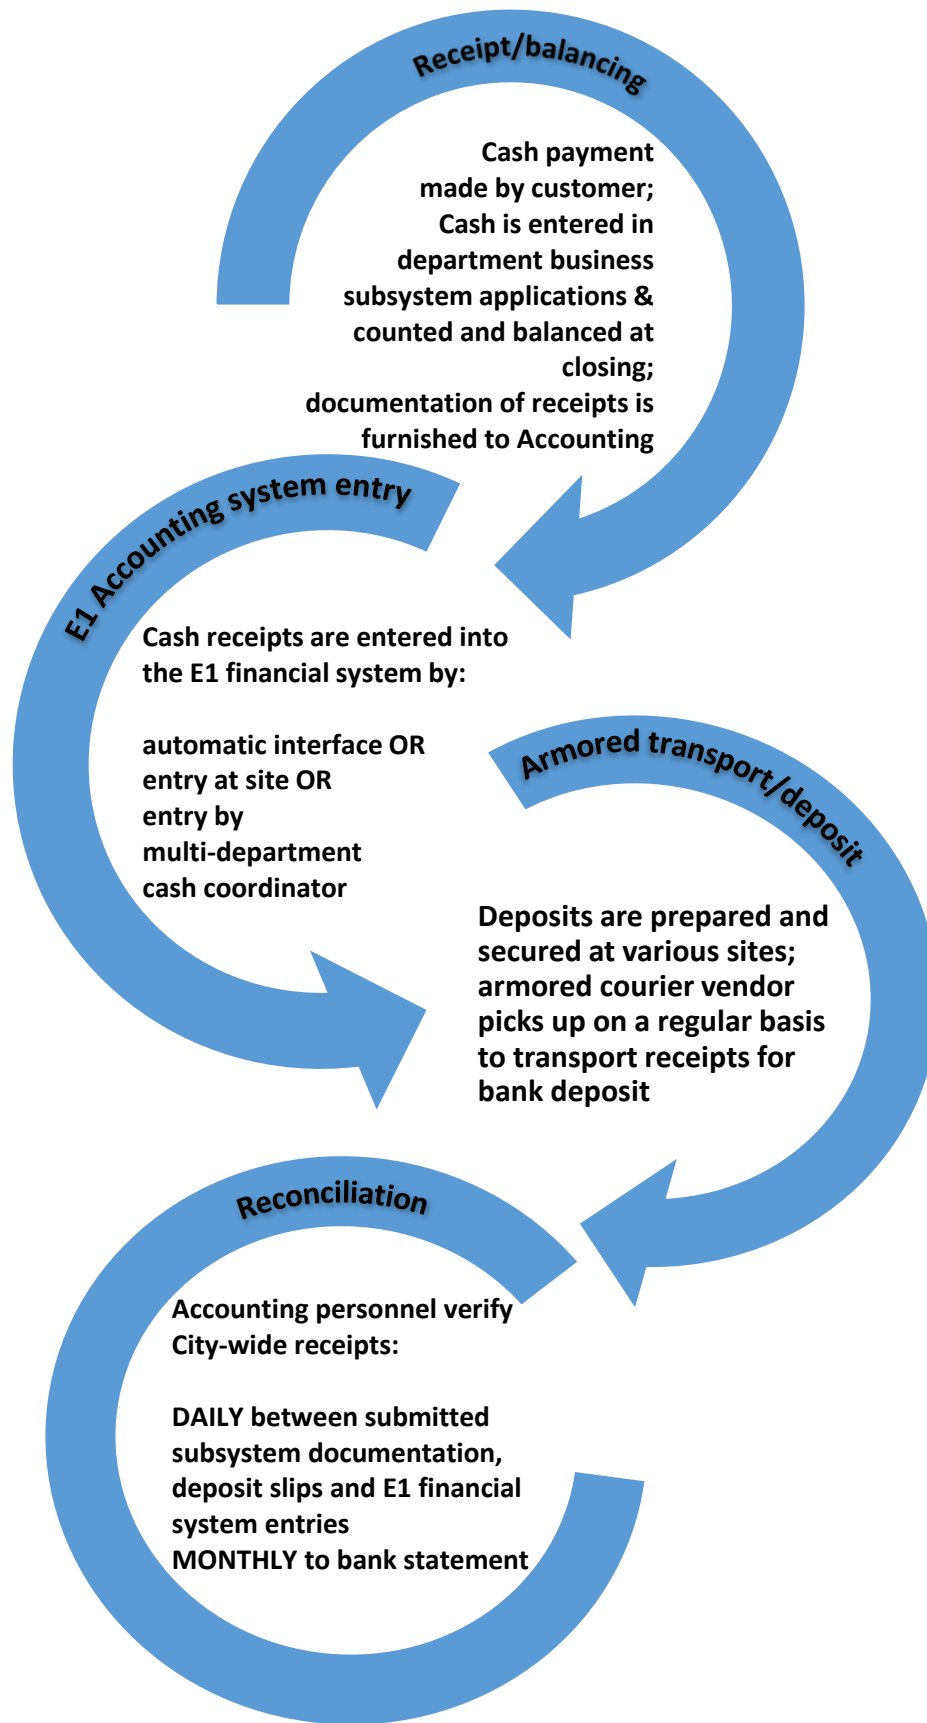 Receipt/balancing
Cash payment
made by customer;
Cash is entered in
department business
subsystem applications &
counted and balanced at
closing;
documentation of receipts is
furnished to Accounting
E1 Accounting system entry
Cash receipts are entered into
the E1 financial system by:
automatic interface OR
entry at site OR
entry by
multi-department
cash coordinator
Armored transport/deposit
Deposits are prepared and
secured at various sites;
armored courier vendor
picks up on a regular basis
to transport receipts for
bank deposit
Reconciliation
Accounting personnel verify
City-wide receipts:
DAILY between submitted
subsystem documentation,
deposit slips and E1 financial
system entries
MONTHLY to bank statement